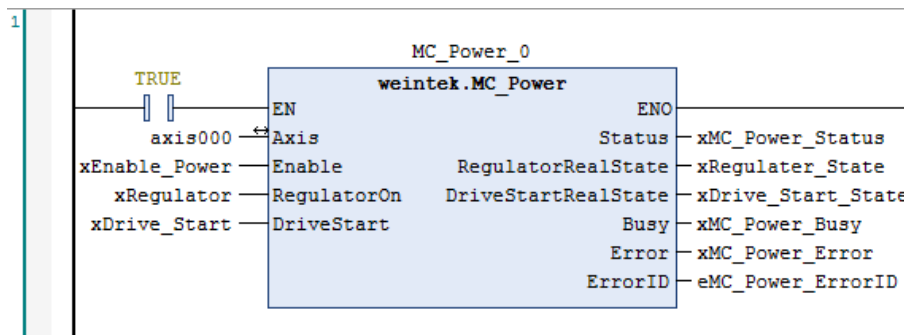 1
MC_Power_0
TRUE
weintek.MC_Power
EN ENO
axis000 Axis Status xMC_Power_Status
xEnable_Power Enable RegulatorRealState xRegulater_State
xRegulator RegulatorOn DriveStartRealState xDrive_Start_State
xDrive_Start DriveStart Busy xMC_Power_Busy
Error xMC_Power_Error
ErrorID eMC_Power_ErrorID